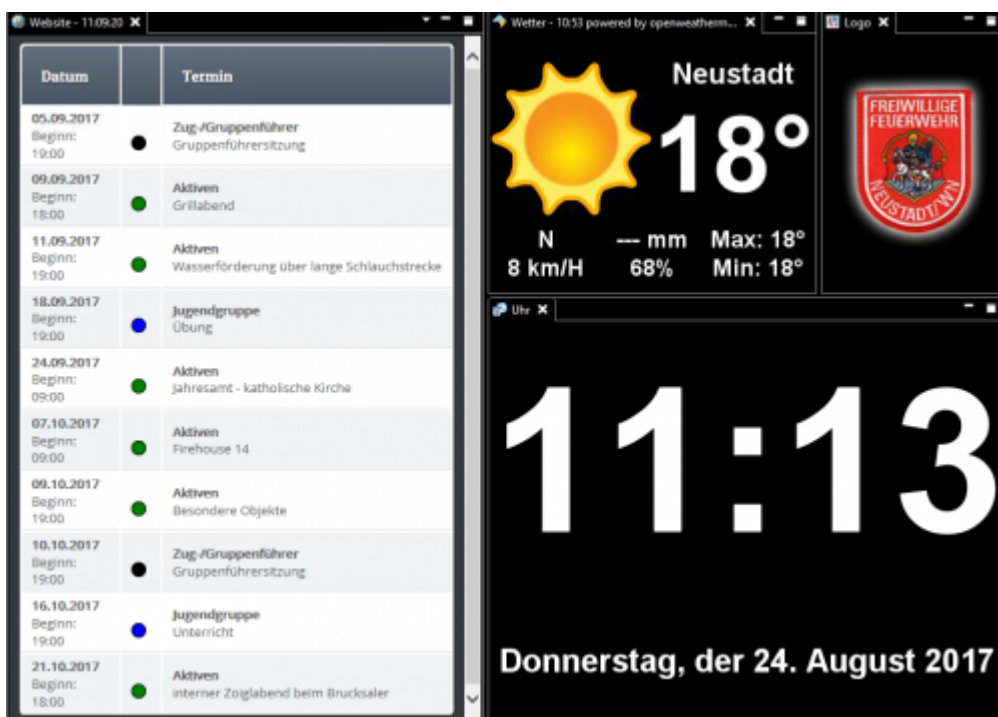 Website - 11:09:20
Datum Termin
05.09.2017
Beginn:
19:00
Zug-/Gruppenführer
Gruppenführersitzung
09.09.2017
Beginn:
18:00
Aktiven
Grillabend
11.09.2017
Beginn:
19:00
Aktiven
Wasserförderung über lange Schlauchstrecke
18.09.2017
Beginn:
19:00
Jugendgruppe
Übung
24.09.2017
Beginn:
09:00
Aktiven
Jahresamt - katholische Kirche
07.10.2017
Beginn:
09:00
Aktiven
Firehouse 14
09.10.2017
Beginn:
19:00
Aktiven
Besondere Objekte
10.10.2017
Beginn:
19:00
Zug-/Gruppenführer
Gruppenführersitzung
16.10.2017
Beginn:
19:00
Jugendgruppe
Unterricht
21.10.2017
Beginn:
18:00
Aktiven
interner Zoiglabend beim Brucksaler
Wetter - 10:53 powered by openweatherm...
Neustadt
18°
N --- mm Max: 18°
8 km/H 68% Min: 18°
Logo
FREIWILLIGE
FEUERWEHR
NEUSTADT/WN
Uhr
11:13
Donnerstag, der 24. August 2017